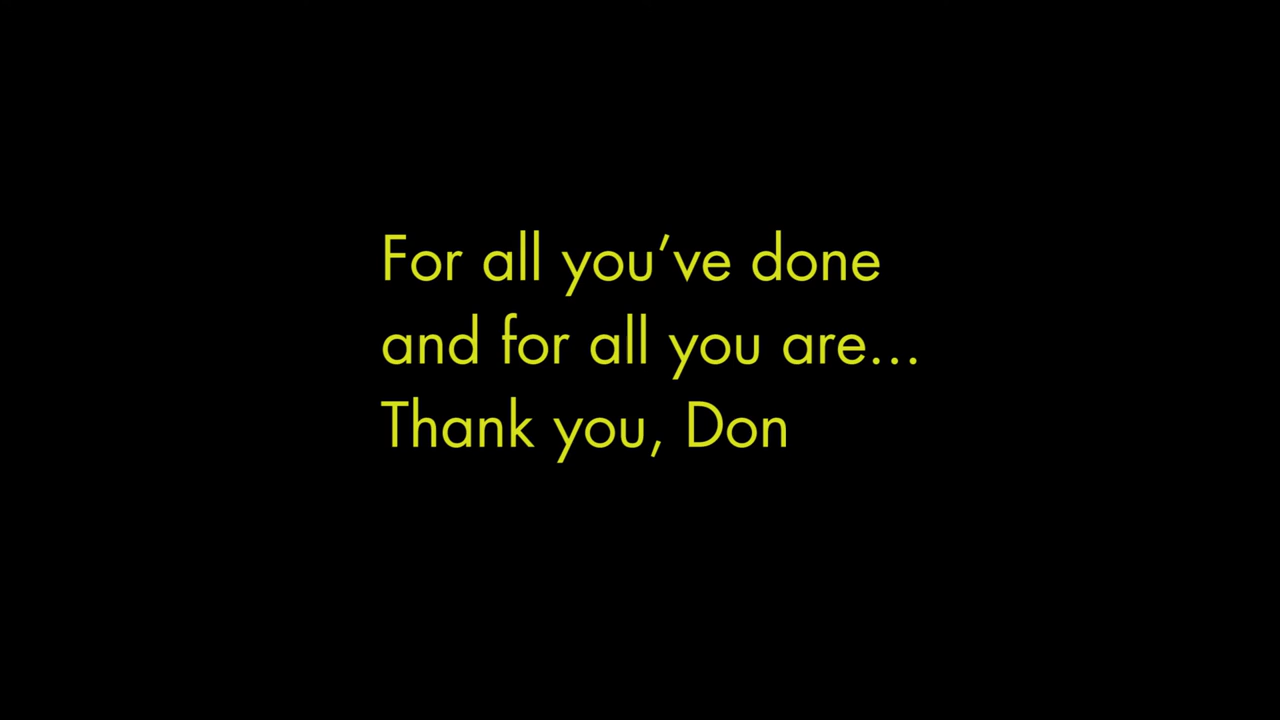 For all you’ve done
and for all you are...
Thank you, Don